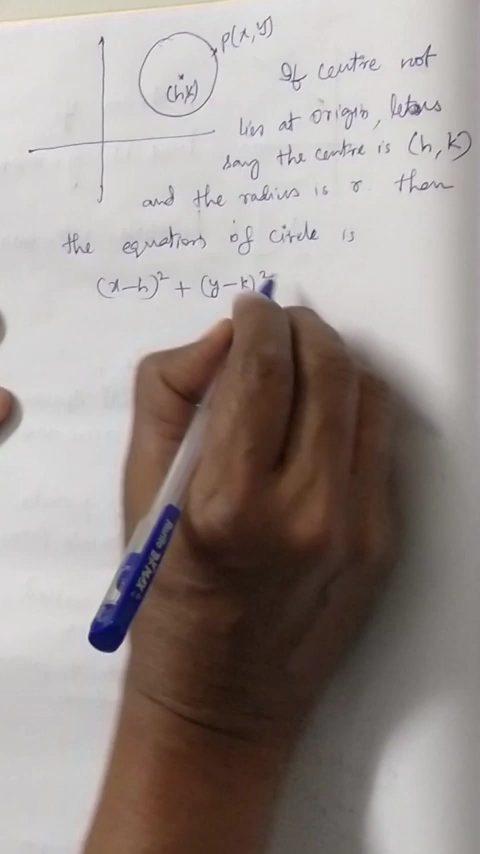 P(x, y)
(h,k)
If centre not
lies at origin, let us
say the centre is (h, k)
and the radius is r then
the equation of circle is
(x-h)² + (y-k)²